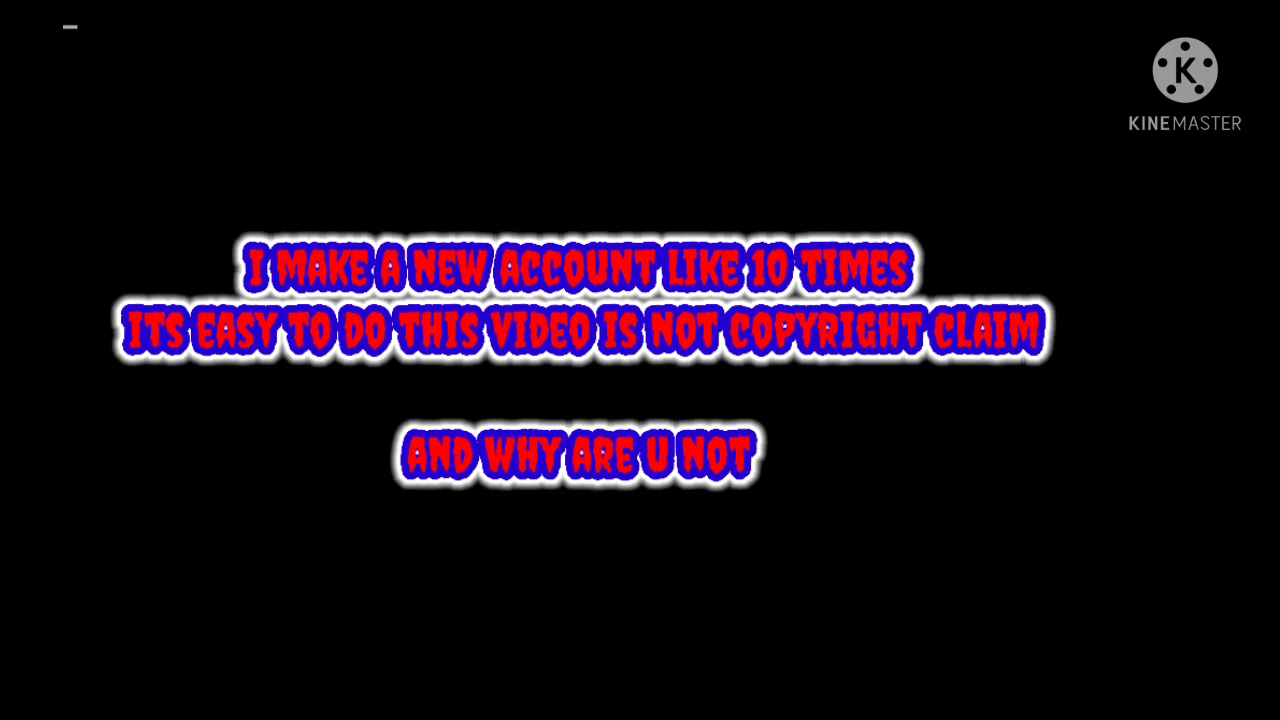 K
KINEMASTER
I MAKE A NEW ACCOUNT LIKE 10 TIMES
ITS EASY TO DO THIS VIDEO IS NOT COPYRIGHT CLAIM
AND WHY ARE U NOT